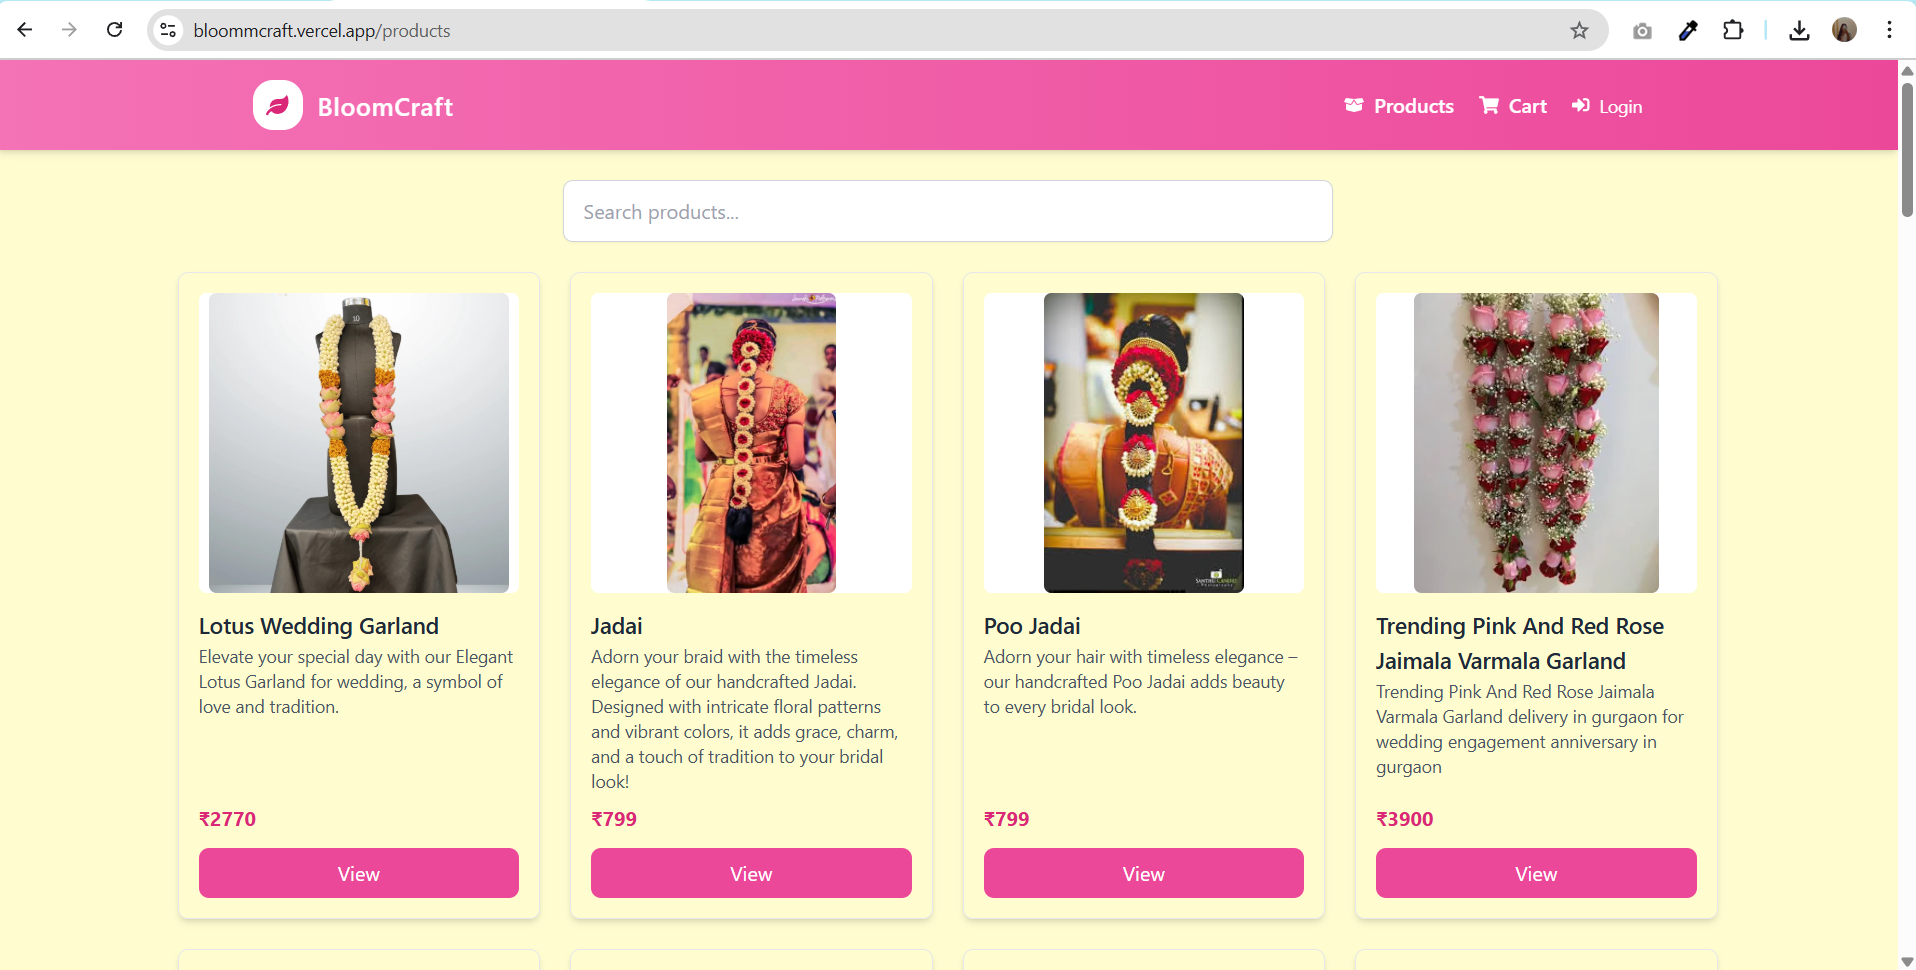 bloommcraft.vercel.app/products
BloomCraft
Products
Cart
Login
Search products...
10
Lotus Wedding Garland
Elevate your special day with our Elegant
Lotus Garland for wedding, a symbol of
love and tradition.
₹2770
View
Jadai
Adorn your braid with the timeless
elegance of our handcrafted Jadai.
Designed with intricate floral patterns
and vibrant colors, it adds grace, charm,
and a touch of tradition to your bridal
look!
₹799
View
Poo Jadai
Adorn your hair with timeless elegance –
our handcrafted Poo Jadai adds beauty
to every bridal look.
₹799
View
Trending Pink And Red Rose
Jaimala Varmala Garland
Trending Pink And Red Rose Jaimala
Varmala Garland delivery in gurgaon for
wedding engagement anniversary in
gurgaon
₹3900
View